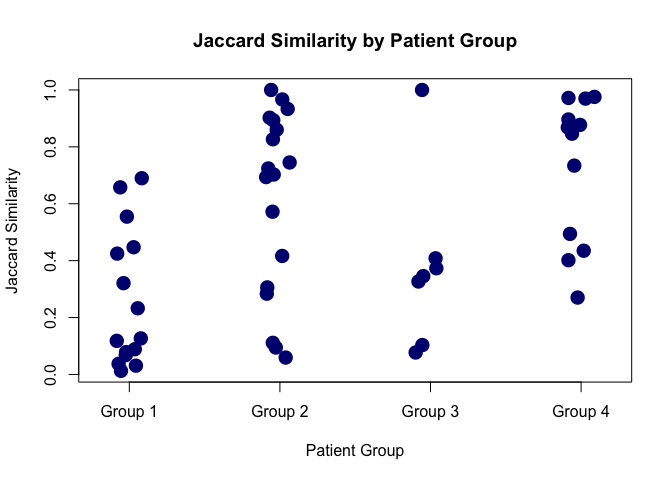 Jaccard Similarity by Patient Group
Jaccard Similarity
1.0
0.8
0.6
0.4
0.2
0.0
Group 1 Group 2 Group 3 Group 4
Patient Group